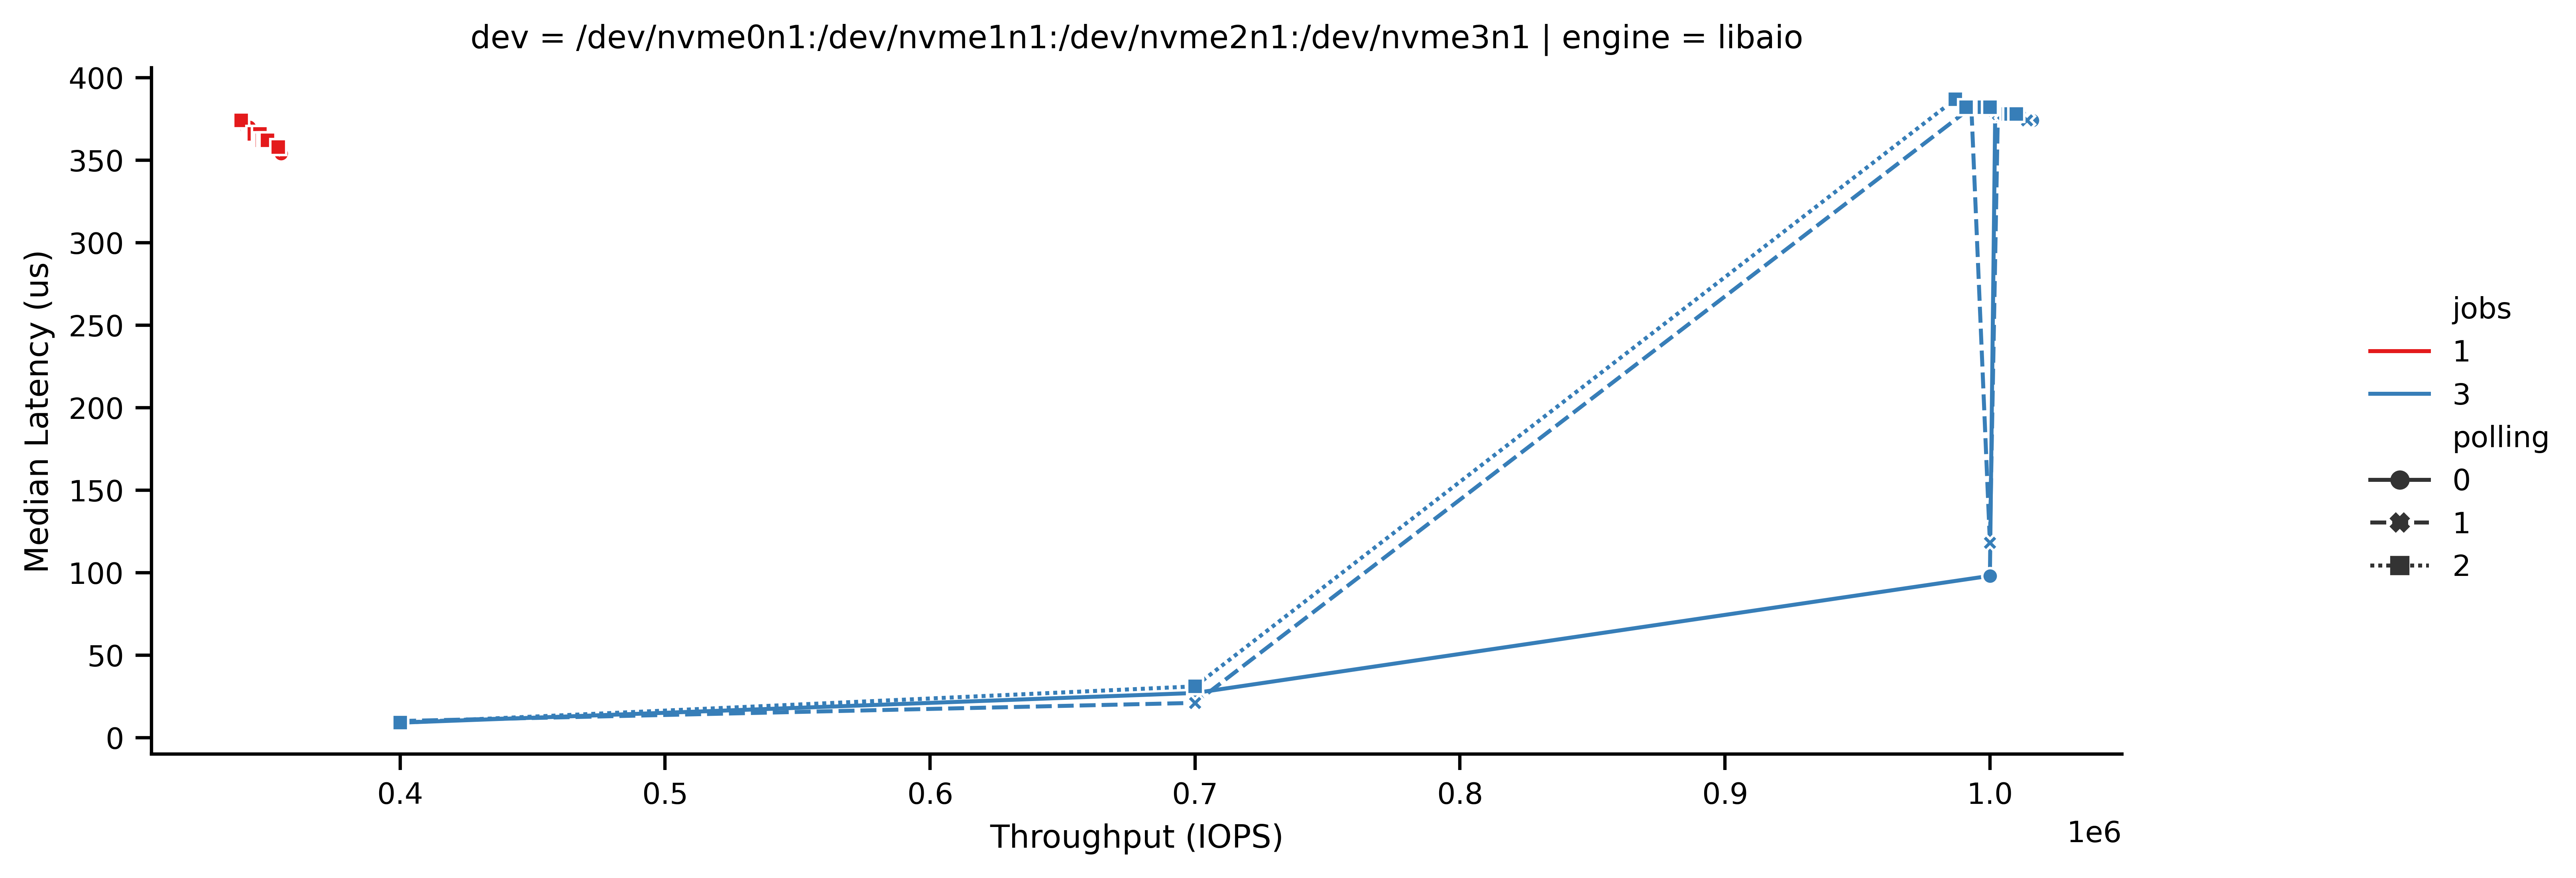 dev = /dev/nvme0n1:/dev/nvme1n1:/dev/nvme2n1:/dev/nvme3n1 | engine = libaio
400
350
300
250
200
150
100
50
0
Median Latency (us)
0.4 0.5 0.6 0.7 0.8 0.9 1.0
1e6
Throughput (IOPS)
jobs
1
3
polling
0
1
2